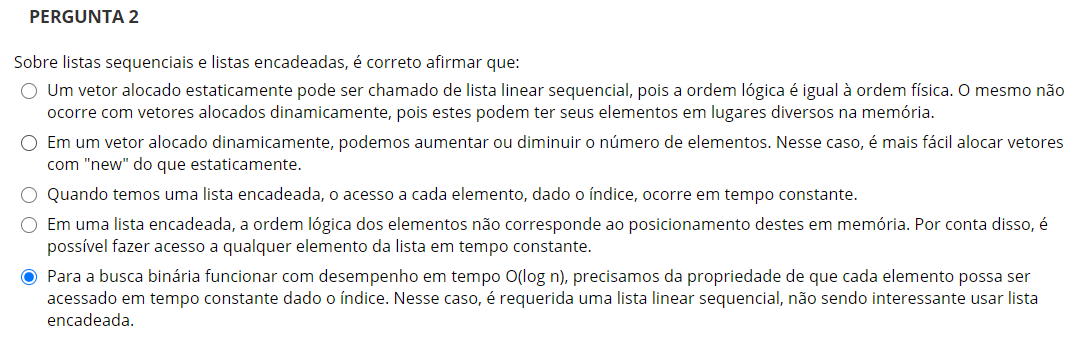 PERGUNTA 2
Sobre listas sequenciais e listas encadeadas, é correto afirmar que:
Um vetor alocado estaticamente pode ser chamado de lista linear sequencial, pois a ordem lógica é igual à ordem física. O mesmo não
ocorre com vetores alocados dinamicamente, pois estes podem ter seus elementos em lugares diversos na memória.
Em um vetor alocado dinamicamente, podemos aumentar ou diminuir o número de elementos. Nesse caso, é mais fácil alocar vetores
com "new" do que estaticamente.
Quando temos uma lista encadeada, o acesso a cada elemento, dado o índice, ocorre em tempo constante.
Em uma lista encadeada, a ordem lógica dos elementos não corresponde ao posicionamento destes em memória. Por conta disso, é
possível fazer acesso a qualquer elemento da lista em tempo constante.
Para a busca binária funcionar com desempenho em tempo O(log n), precisamos da propriedade de que cada elemento possa ser
acessado em tempo constante dado o índice. Nesse caso, é requerida uma lista linear sequencial, não sendo interessante usar lista
encadeada.